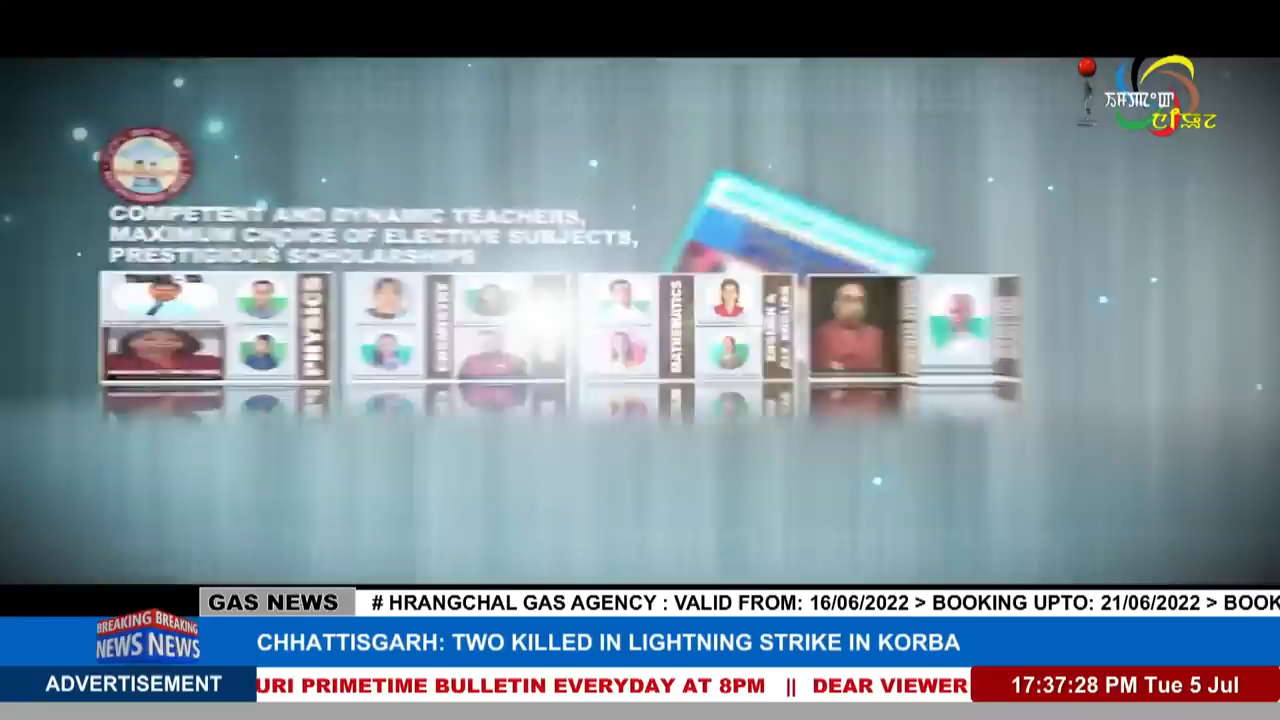 COMPETENT AND DYNAMIC TEACHERS,
MAXIMUM CHOICE OF ELECTIVE SUBJECTS,
PRESTIGIOUS SCHOLARSHIPS
PHYSICS
CHEMISTRY
MATHEMATICS
GAS NEWS
# HRANGCHAL GAS AGENCY : VALID FROM: 16/06/2022 > BOOKING UPTO: 21/06/2022 > BOOK
BREAKING BREAKING
NEWS NEWS
CHHATTISGARH: TWO KILLED IN LIGHTNING STRIKE IN KORBA
ADVERTISEMENT
URI PRIMETIME BULLETIN EVERYDAY AT 8PM || DEAR VIEWER
17:37:28 PM Tue 5 Jul